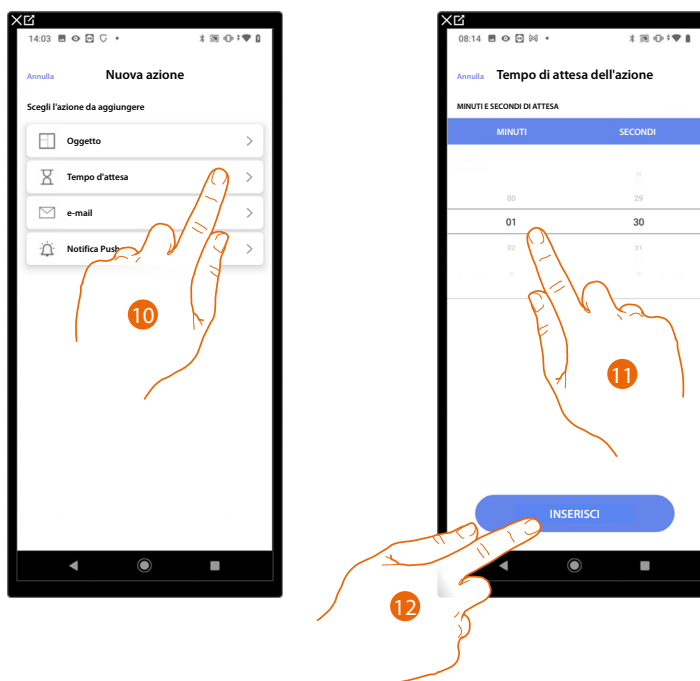 14:03
Annulla Nuova azione
Scegli l'azione da aggiungere
Oggetto
Tempo d'attesa
e-mail
Notifica Push
10
08:14
Annulla Tempo di attesa dell'azione
MINUTI E SECONDI DI ATTESA
MINUTI SECONDI
00 29
01 30
02 31
11
INSERISCI
12